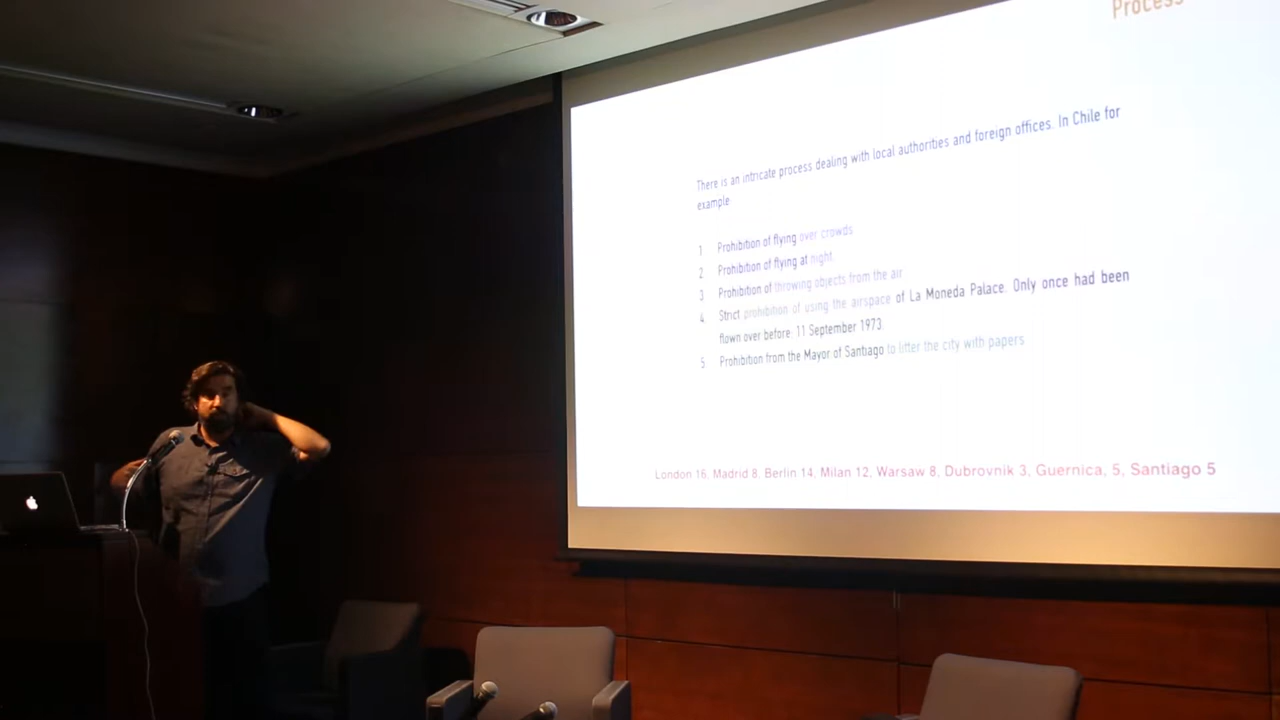 Process
There is an intricate process dealing with local authorities and foreign offices. In Chile for
example
1 Prohibition of flying over crowds
2 Prohibition of flying at night.
3 Prohibition of throwing objects from the air
4 Strict prohibition of using the airspace of La Moneda Palace. Only once had been
flown over before: 11 September 1973.
5 Prohibition from the Mayor of Santiago to litter the city with papers
London 16, Madrid 8, Berlin 14, Milan 12, Warsaw 8, Dubrovnik 3, Guernica, 5, Santiago 5